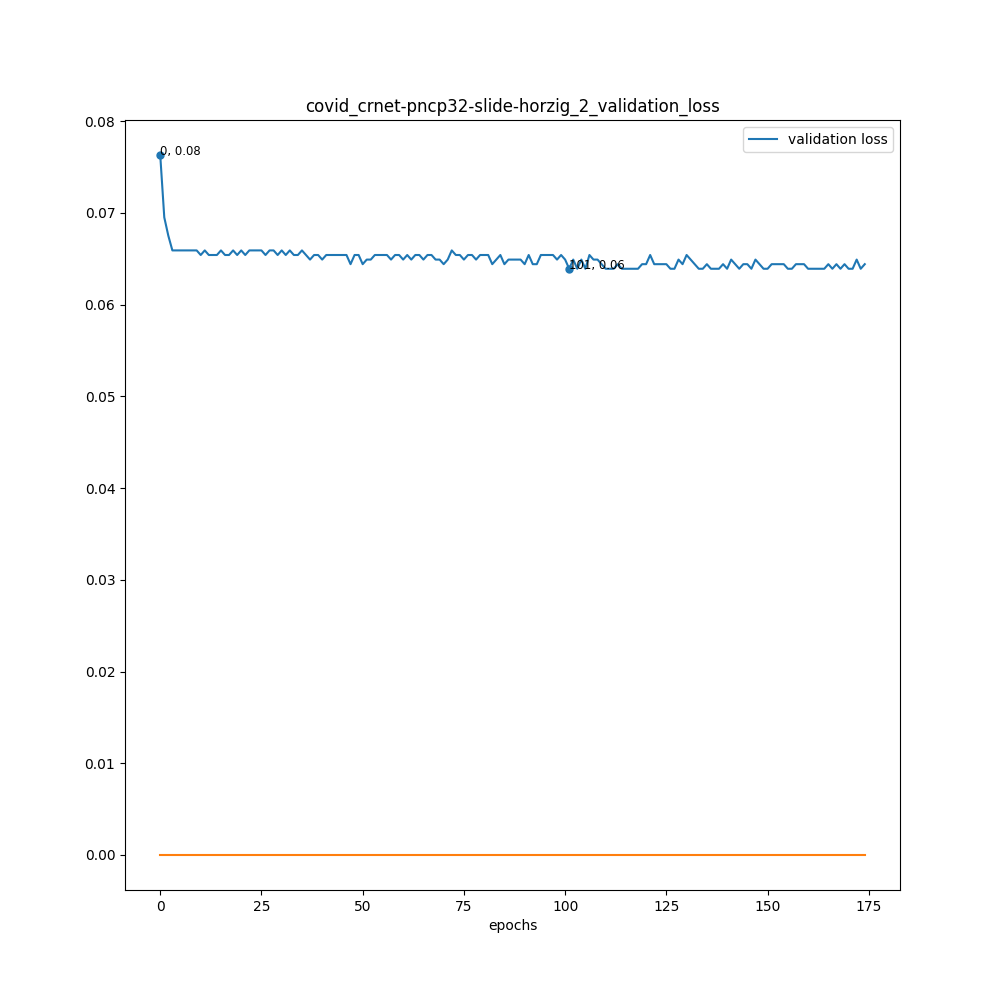 covid_crnet-pncp32-slide-horzig_2_validation_loss
0.08
validation loss
0, 0.08
0.07
101, 0.06
0.06
0.05
0.04
0.03
0.02
0.01
0.00
0 25 50 75 100 125 150 175
epochs